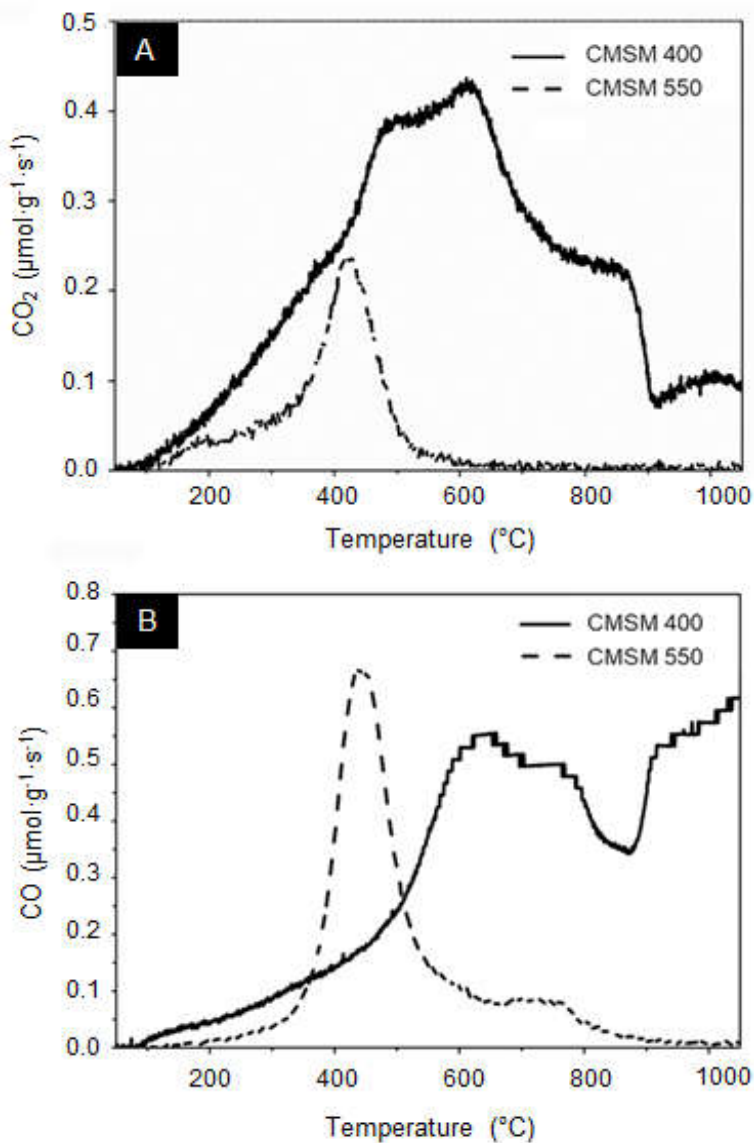 A
CMSM 400
CMSM 550
0.5
0.4
0.3
0.2
0.1
0.0
CO₂ (µmol·g⁻¹·s⁻¹)
200 400 600 800 1000
Temperature (°C)
B
CMSM 400
CMSM 550
0.8
0.7
0.6
0.5
0.4
0.3
0.2
0.1
0.0
CO (µmol·g⁻¹·s⁻¹)
200 400 600 800 1000
Temperature (°C)